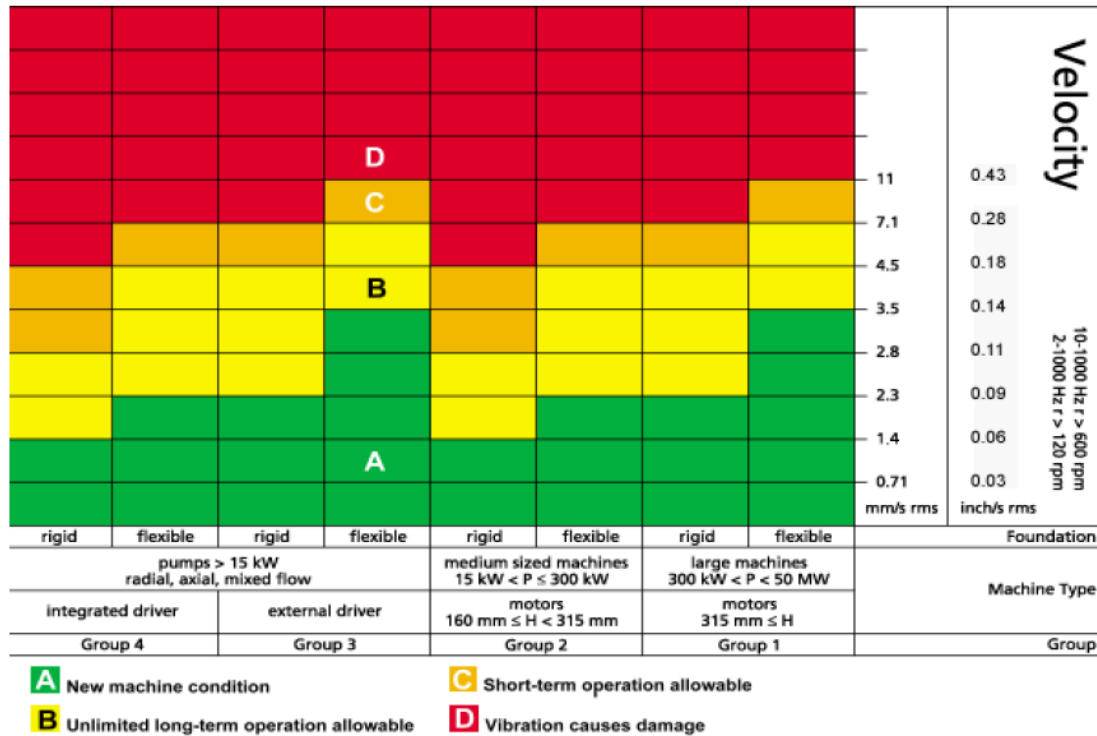 Velocity
10-1000 Hz r > 600 rpm
2-1000 Hz r > 120 rpm
D
11 0.43
C
7.1 0.28
4.5 0.18
B
3.5 0.14
2.8 0.11
2.3 0.09
1.4 0.06
A
0.71 0.03
mm/s rms inch/s rms
rigid flexible rigid flexible rigid flexible rigid flexible Foundation
pumps > 15 kW
radial, axial, mixed flow
medium sized machines
15 kW < P ≤ 300 kW
large machines
300 kW < P < 50 MW
Machine Type
integrated driver external driver
motors
160 mm ≤ H < 315 mm
motors
315 mm ≤ H
Group 4 Group 3 Group 2 Group 1 Group
A New machine condition
C Short-term operation allowable
B Unlimited long-term operation allowable
D Vibration causes damage